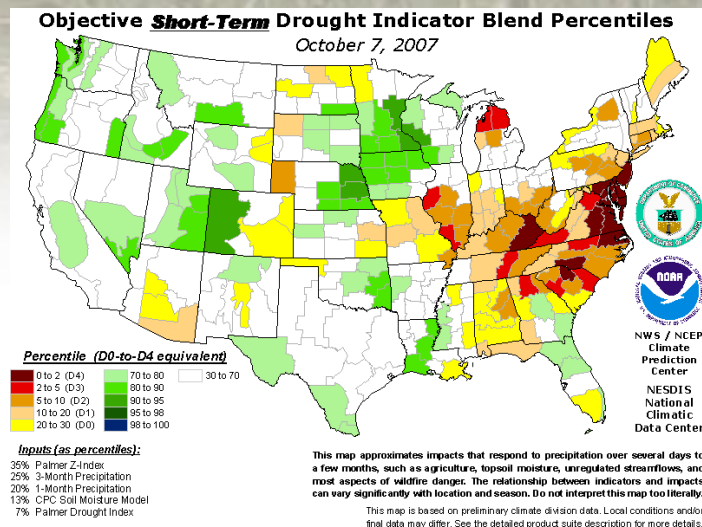 Objective Short-Term Drought Indicator Blend Percentiles
October 7, 2007
NOAA
NWS / NCEP
Climate
Prediction
Center
NESDIS
National
Climatic
Data Center
Percentile (D0-to-D4 equivalent)
0 to 2 (D4)
2 to 5 (D3)
5 to 10 (D2)
10 to 20 (D1)
20 to 30 (D0)
70 to 80
80 to 90
90 to 95
95 to 98
98 to 100
30 to 70
Inputs (as percentiles):
35% Palmer Z-Index
25% 3-Month Precipitation
20% 1-Month Precipitation
13% CPC Soil Moisture Model
7% Palmer Drought Index
This map approximates impacts that respond to precipitation over several days to
a few months, such as agriculture, topsoil moisture, unregulated streamflows, and
most aspects of wildfire danger. The relationship between indicators and impacts
can vary significantly with location and season. Do not interpret this map too literally.
This map is based on preliminary climate division data. Local conditions and/or
final data may differ. See the detailed product suite description for more details.